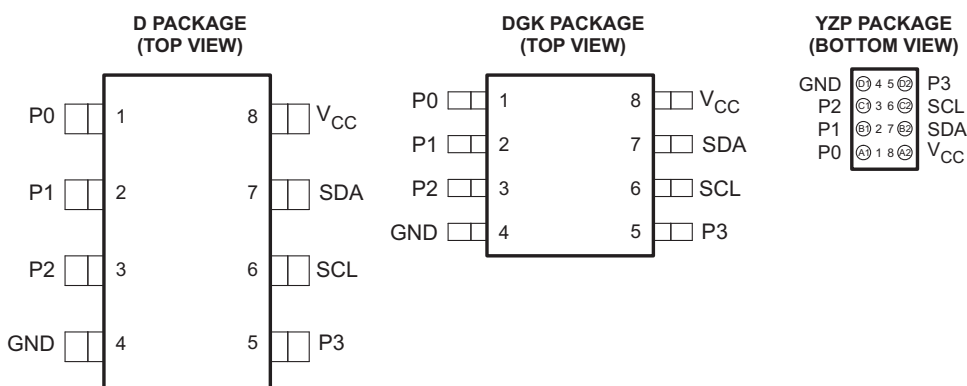 D PACKAGE
(TOP VIEW)
P0 1 8 VCC
P1 2 7 SDA
P2 3 6 SCL
GND 4 5 P3
DGK PACKAGE
(TOP VIEW)
P0 1 8 VCC
P1 2 7 SDA
P2 3 6 SCL
GND 4 5 P3
YZP PACKAGE
(BOTTOM VIEW)
GND D1 4 5 D2 P3
P2 C1 3 6 C2 SCL
P1 B1 2 7 B2 SDA
P0 A1 1 8 A2 VCC